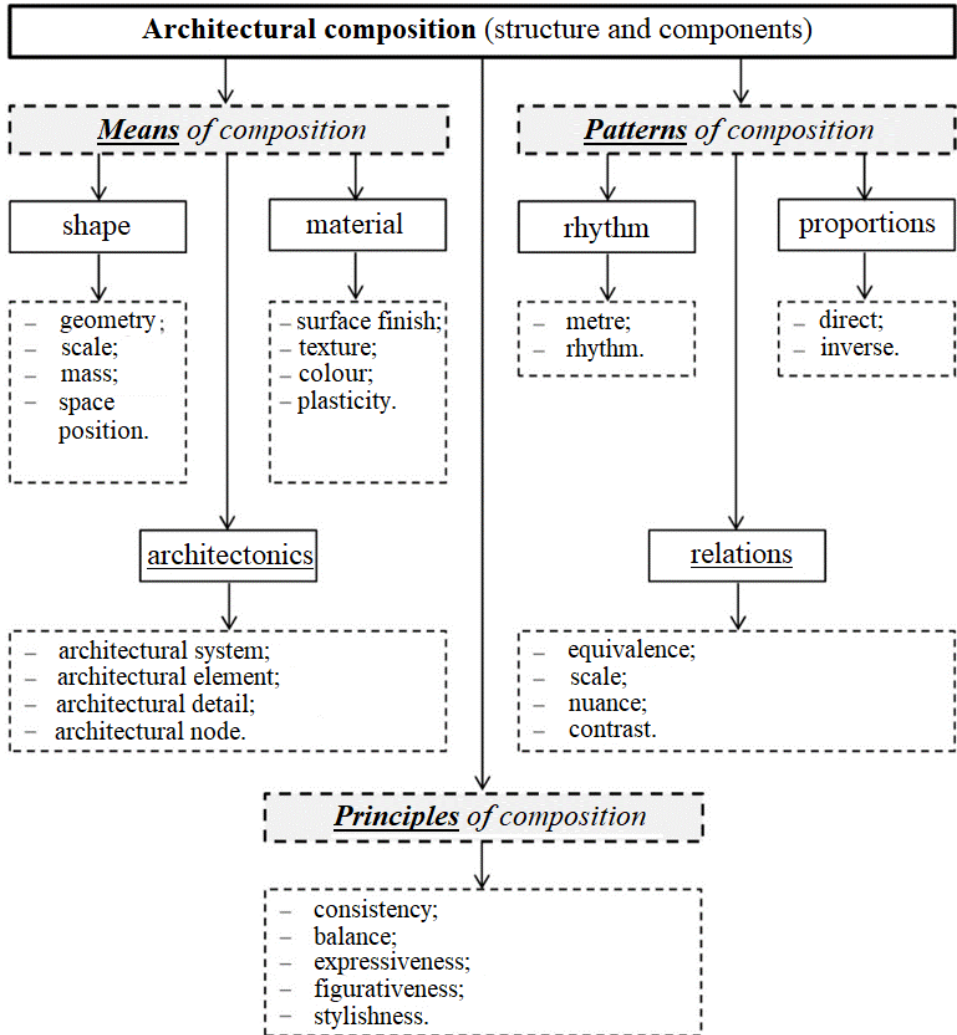 Architectural composition (structure and components)
Means of composition
Patterns of composition
shape
material
rhythm
proportions
– geometry;
– scale;
– mass;
– space
position.
– surface finish;
– texture;
– colour;
– plasticity.
– metre;
– rhythm.
– direct;
– inverse.
architectonics
relations
– architectural system;
– architectural element;
– architectural detail;
– architectural node.
– equivalence;
– scale;
– nuance;
– contrast.
Principles of composition
– consistency;
– balance;
– expressiveness;
– figurativeness;
– stylishness.